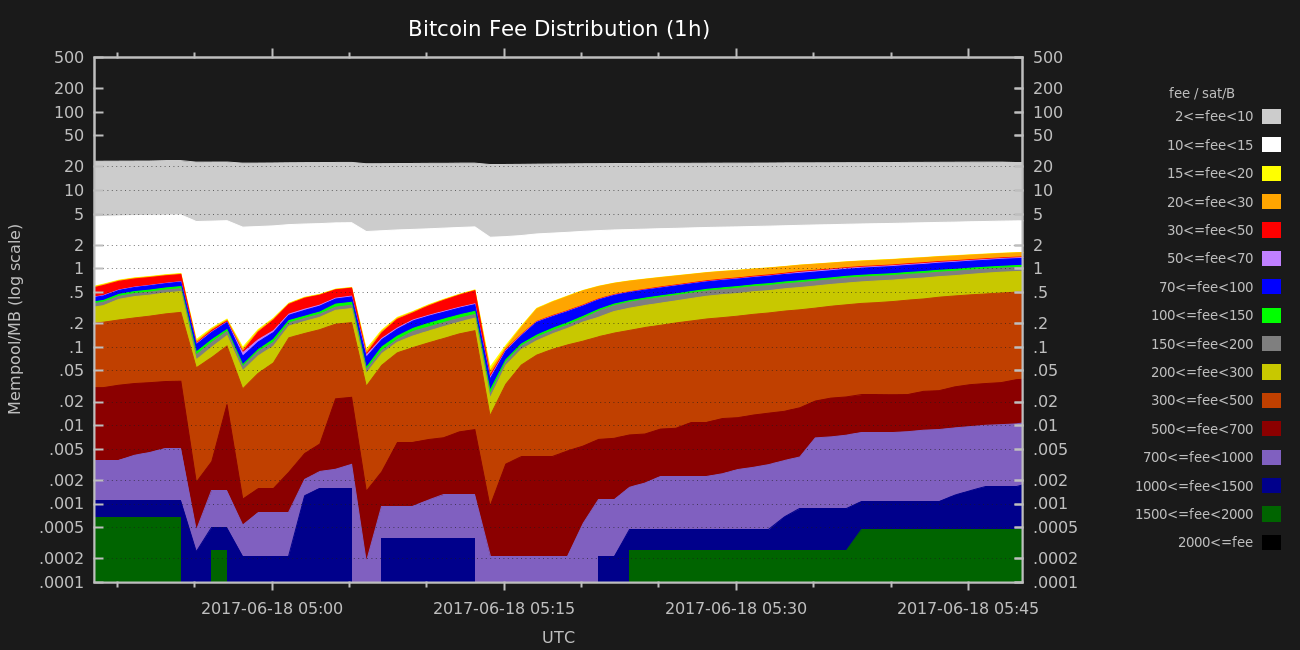 Bitcoin Fee Distribution (1h)
Mempool/MB (log scale)
500
200
100
50
20
10
5
2
1
.5
.2
.1
.05
.02
.01
.005
.002
.001
.0005
.0002
.0001
500
200
100
50
20
10
5
2
1
.5
.2
.1
.05
.02
.01
.005
.002
.001
.0005
.0002
.0001
fee / sat/B
2<=fee<10
10<=fee<15
15<=fee<20
20<=fee<30
30<=fee<50
50<=fee<70
70<=fee<100
100<=fee<150
150<=fee<200
200<=fee<300
300<=fee<500
500<=fee<700
700<=fee<1000
1000<=fee<1500
1500<=fee<2000
2000<=fee
2017-06-18 05:00 2017-06-18 05:15 2017-06-18 05:30 2017-06-18 05:45
UTC